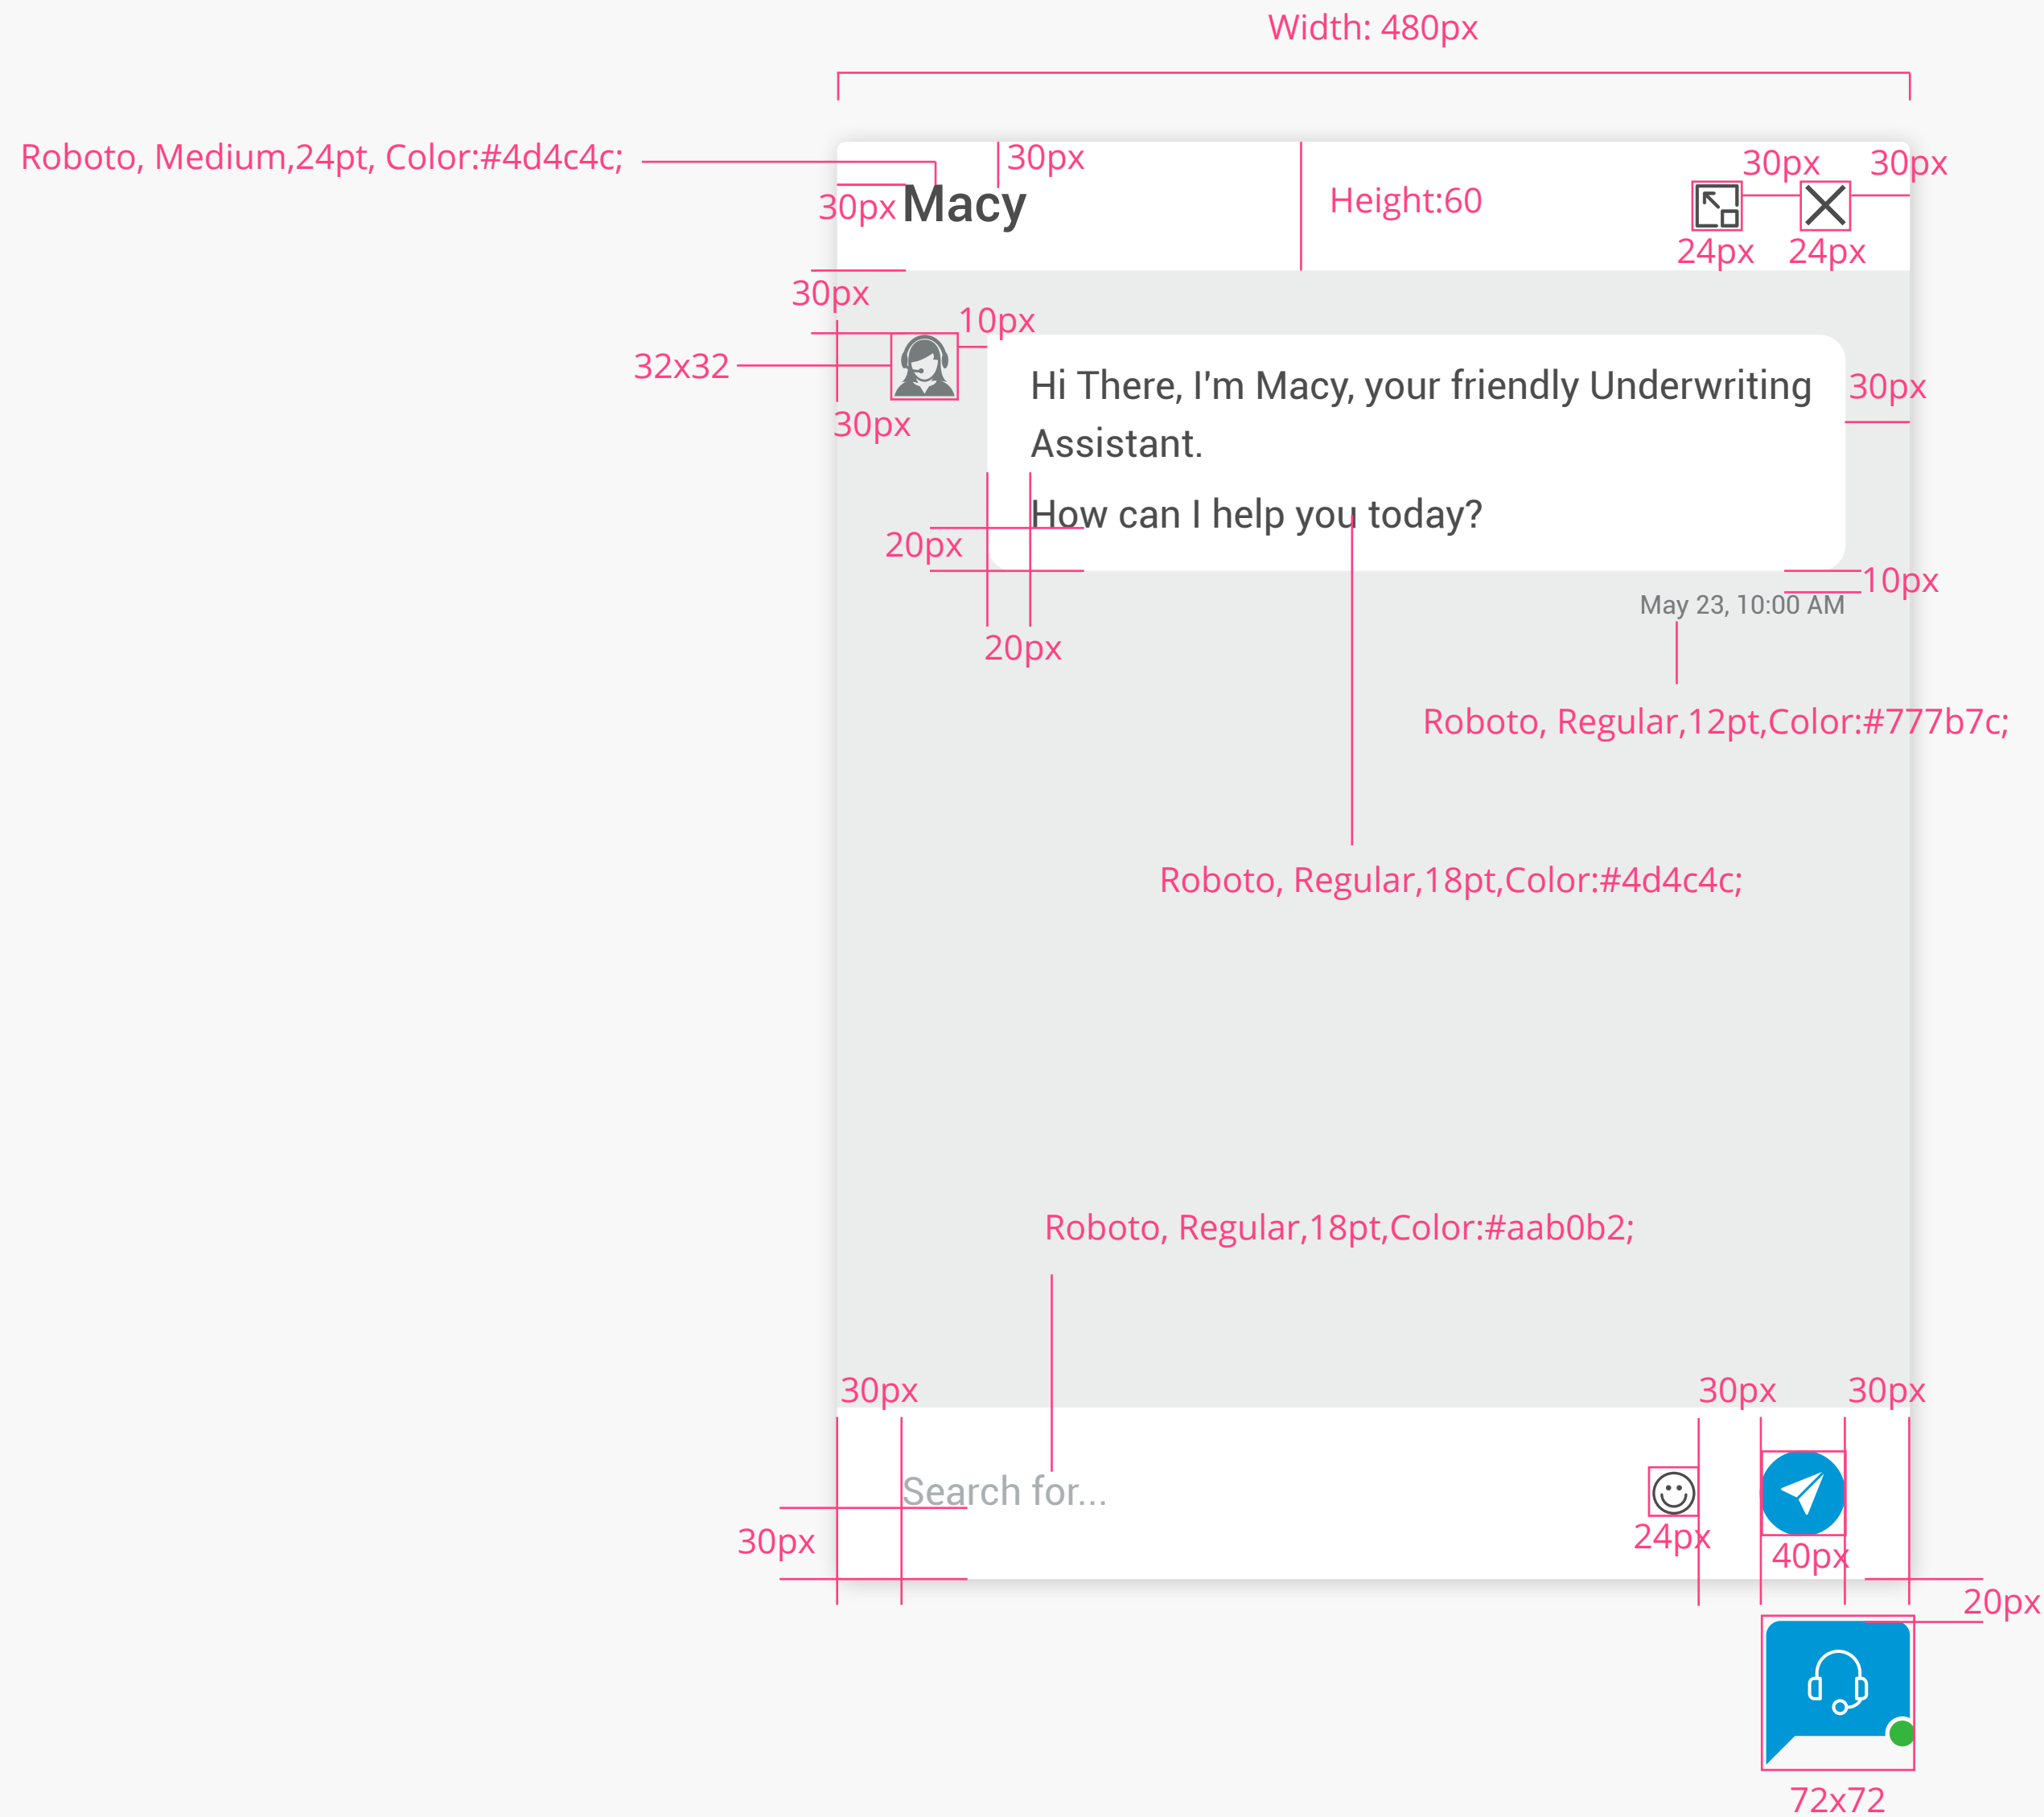 Width: 480px
Roboto, Medium,24pt, Color:#4d4c4c;
30px
30px
30px
30px
Macy
Height:60
24px
24px
30px
10px
32x32
Hi There, I'm Macy, your friendly Underwriting
Assistant.
30px
30px
How can I help you today?
20px
10px
May 23, 10:00 AM
20px
Roboto, Regular,12pt,Color:#777b7c;
Roboto, Regular,18pt,Color:#4d4c4c;
Roboto, Regular,18pt,Color:#aab0b2;
30px
30px
30px
Search for...
30px
24px
40px
20px
72x72